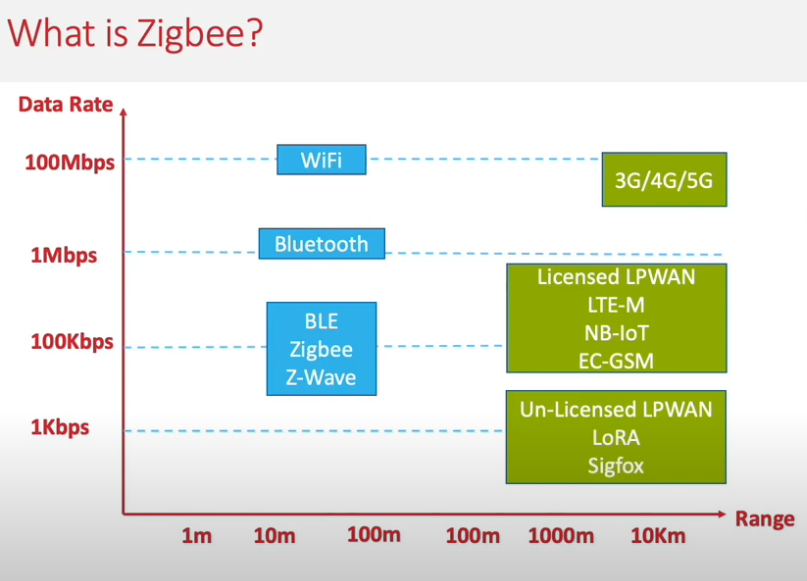 What is Zigbee?
Data Rate
100Mbps
WiFi
3G/4G/5G
1Mbps
Bluetooth
Licensed LPWAN
LTE-M
NB-IoT
EC-GSM
100Kbps
BLE
Zigbee
Z-Wave
1Kbps
Un-Licensed LPWAN
LoRA
Sigfox
1m 10m 100m 100m 1000m 10Km
Range